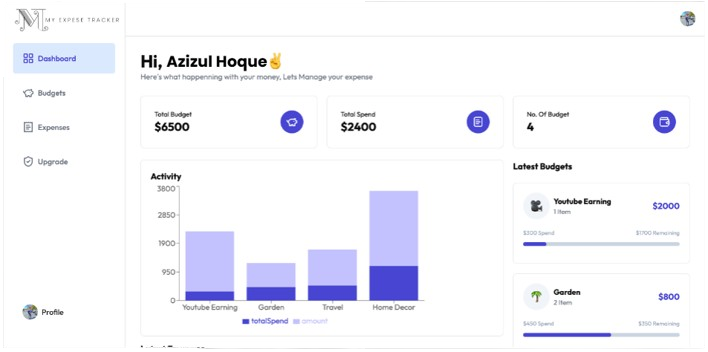 MY EXPESE TRACKER
Dashboard
Budgets
Expenses
Upgrade
Profile
Hi, Azizul Hoque✌️
Here's what happenning with your money, Lets Manage your expense
Total Budget
$6500
Total Spend
$2400
No. Of Budget
4
Activity
3800
2850
1900
950
0
Youtube Earning Garden Travel Home Decor
totalSpend amount
Latest Budgets
Youtube Earning
1 Item
$2000
$300 Spend $1700 Remaining
Garden
2 Item
$800
$450 Spend $350 Remaining